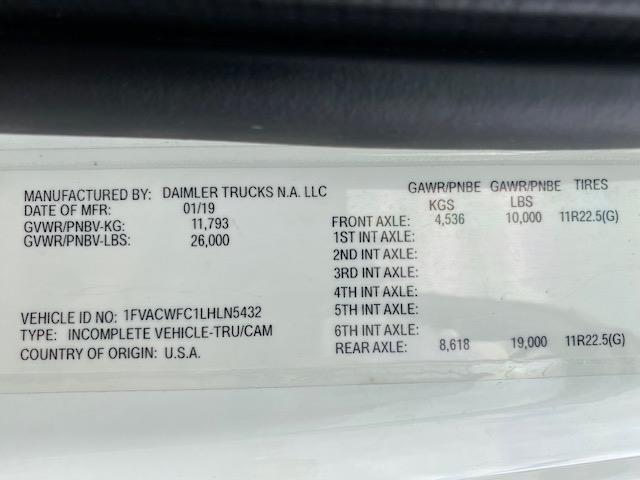 MANUFACTURED BY: DAIMLER TRUCKS N.A. LLC
DATE OF MFR: 01/19
GVWR/PNBV-KG: 11,793
GVWR/PNBV-LBS: 26,000
VEHICLE ID NO: 1FVACWFC1LHLN5432
TYPE: INCOMPLETE VEHICLE-TRU/CAM
COUNTRY OF ORIGIN: U.S.A.
GAWR/PNBE GAWR/PNBE TIRES
KGS LBS
FRONT AXLE: 4,536 10,000 11R22.5(G)
1ST INT AXLE:
2ND INT AXLE:
3RD INT AXLE:
4TH INT AXLE:
5TH INT AXLE:
6TH INT AXLE:
REAR AXLE: 8,618 19,000 11R22.5(G)